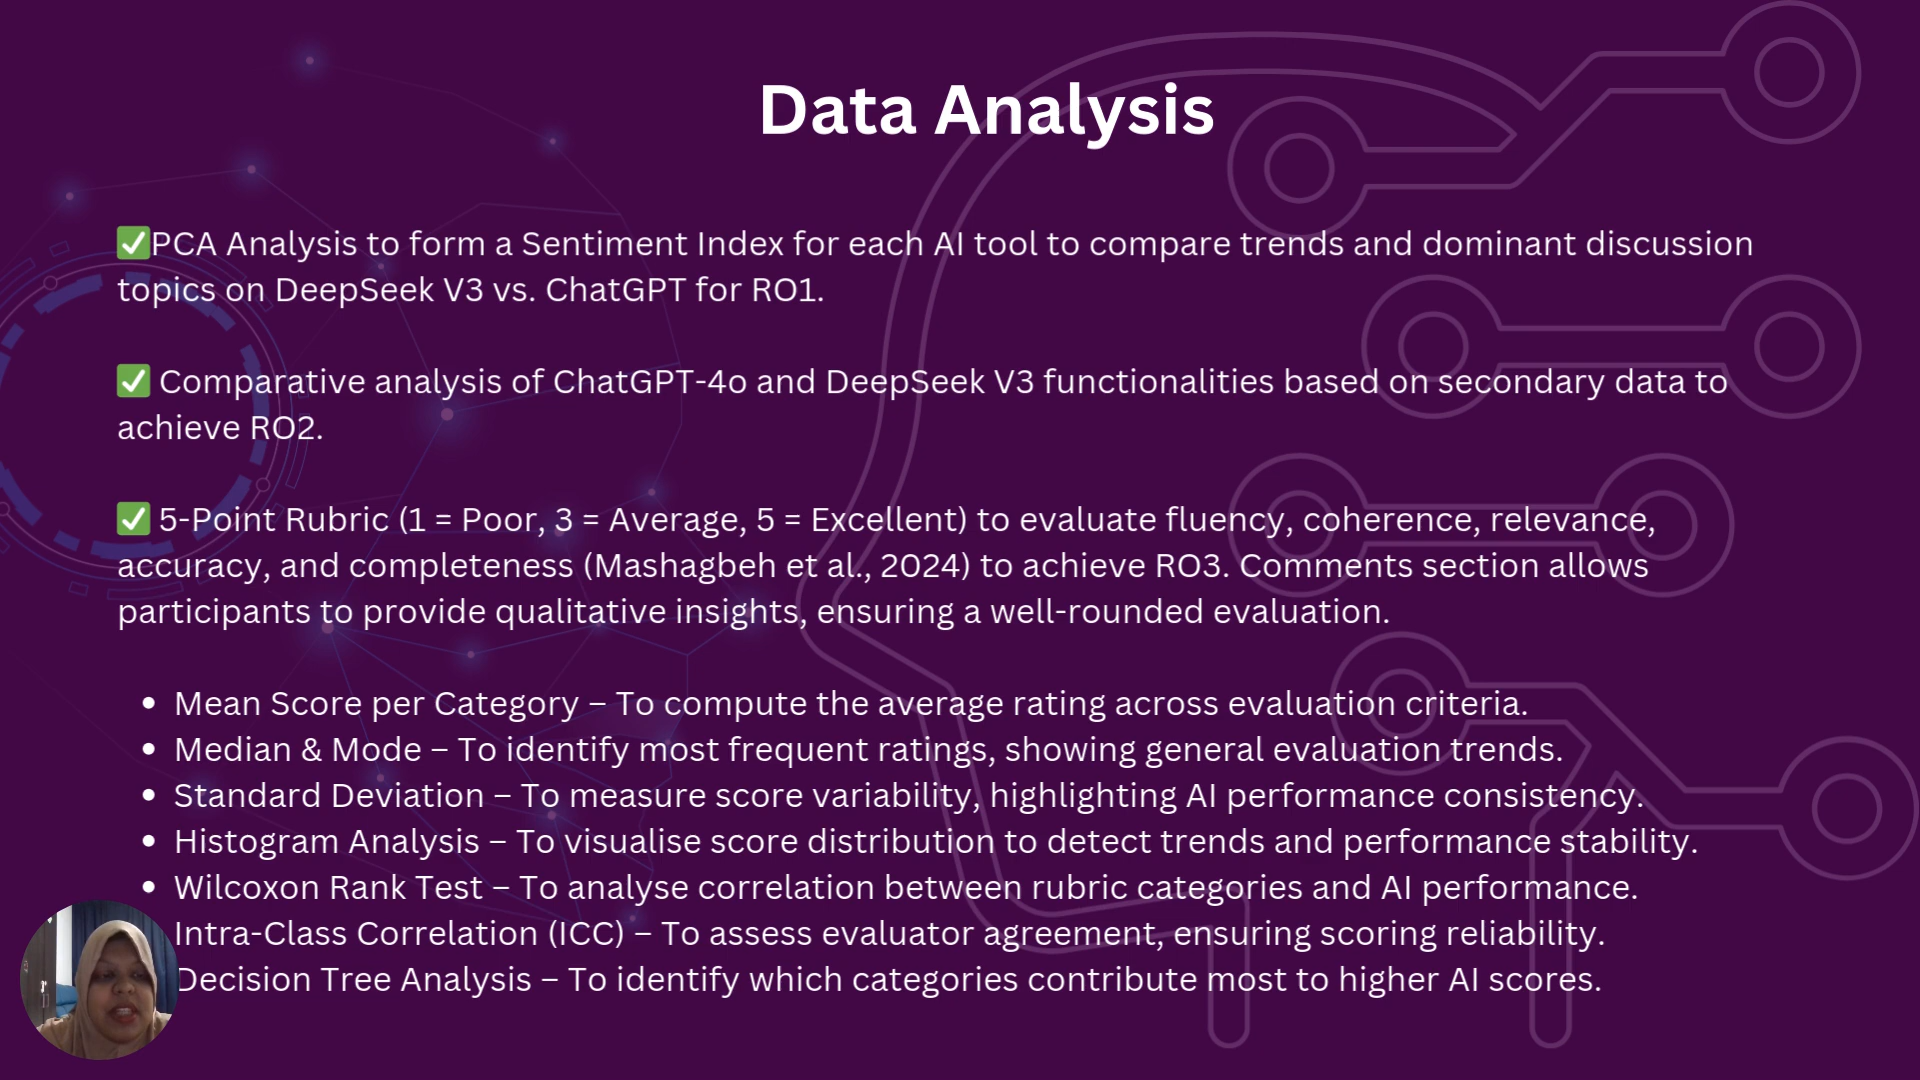 Data Analysis
✅PCA Analysis to form a Sentiment Index for each AI tool to compare trends and dominant discussion
topics on DeepSeek V3 vs. ChatGPT for RO1.
✅ Comparative analysis of ChatGPT-4o and DeepSeek V3 functionalities based on secondary data to
achieve RO2.
✅ 5-Point Rubric (1 = Poor, 3 = Average, 5 = Excellent) to evaluate fluency, coherence, relevance,
accuracy, and completeness (Mashagbeh et al., 2024) to achieve RO3. Comments section allows
participants to provide qualitative insights, ensuring a well-rounded evaluation.
• Mean Score per Category – To compute the average rating across evaluation criteria.
• Median & Mode – To identify most frequent ratings, showing general evaluation trends.
• Standard Deviation – To measure score variability, highlighting AI performance consistency.
• Histogram Analysis – To visualise score distribution to detect trends and performance stability.
• Wilcoxon Rank Test – To analyse correlation between rubric categories and AI performance.
Intra-Class Correlation (ICC) – To assess evaluator agreement, ensuring scoring reliability.
Decision Tree Analysis – To identify which categories contribute most to higher AI scores.